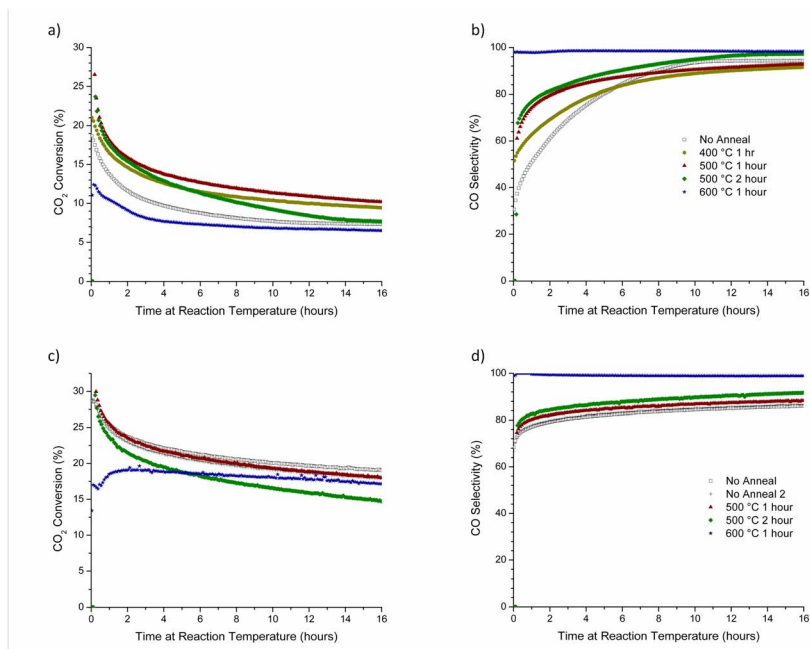 a)
30
25
20
15
10
5
0
CO₂ Conversion (%)
0 2 4 6 8 10 12 14 16
Time at Reaction Temperature (hours)
b)
100
80
60
40
20
0
CO Selectivity (%)
No Anneal
400 °C 1 hr
500 °C 1 hour
500 °C 2 hour
600 °C 1 hour
0 2 4 6 8 10 12 14 16
Time at Reaction Temperature (hours)
c)
30
25
20
15
10
5
0
CO₂ Conversion (%)
0 2 4 6 8 10 12 14 16
Time at Reaction Temperature (hours)
d)
100
80
60
40
20
0
CO Selectivity (%)
No Anneal
No Anneal 2
500 °C 1 hour
500 °C 2 hour
600 °C 1 hour
0 2 4 6 8 10 12 14 16
Time at Reaction Temperature (hours)